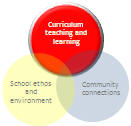 Curriculum
teaching and
learning
School ethos
and
environment
Community
connections